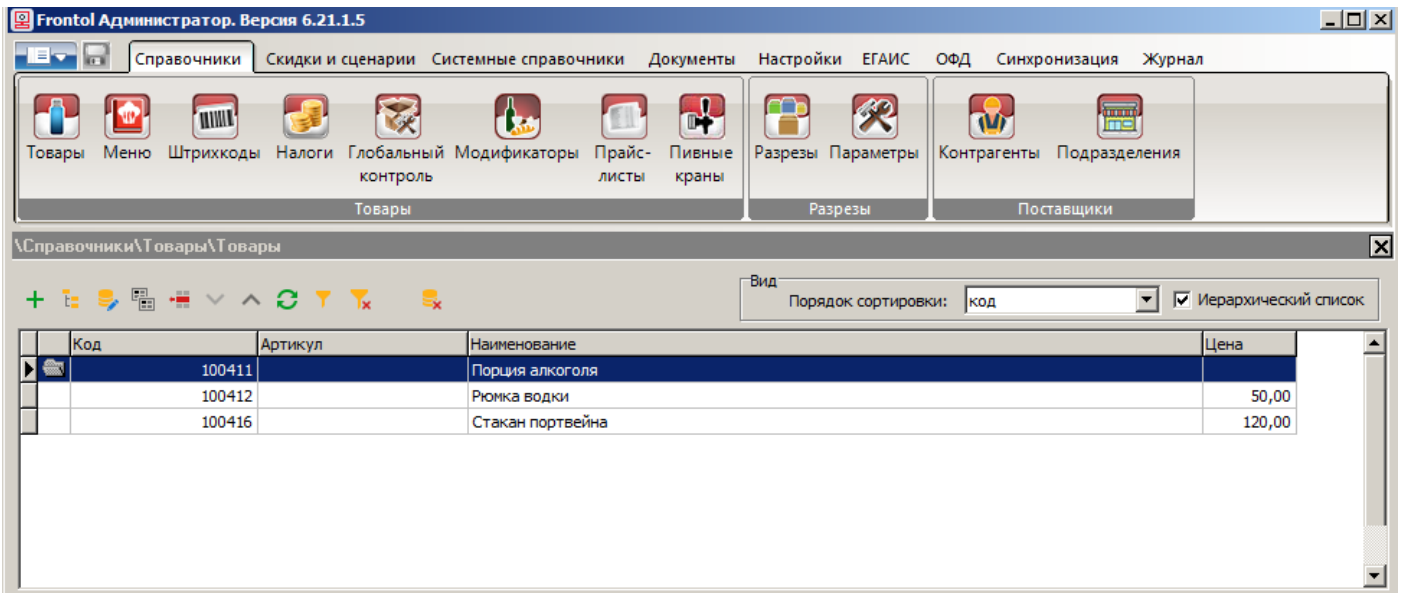 Frontol Администратор. Версия 6.21.1.5
Справочники Скидки и сценарии Системные справочники Документы Настройки ЕГАИС ОФД Синхронизация Журнал
Товары Меню Штрихкоды Налоги Глобальный контроль Модификаторы Прайс-листы Пивные краны Разрезы Параметры Контрагенты Подразделения
Товары Разрезы Поставщики
\Справочники\Товары\Товары
Вид
Порядок сортировки: код Иерархический список
Код Артикул Наименование Цена
100411 Порция алкоголя
100412 Рюмка водки 50,00
100416 Стакан портвейна 120,00